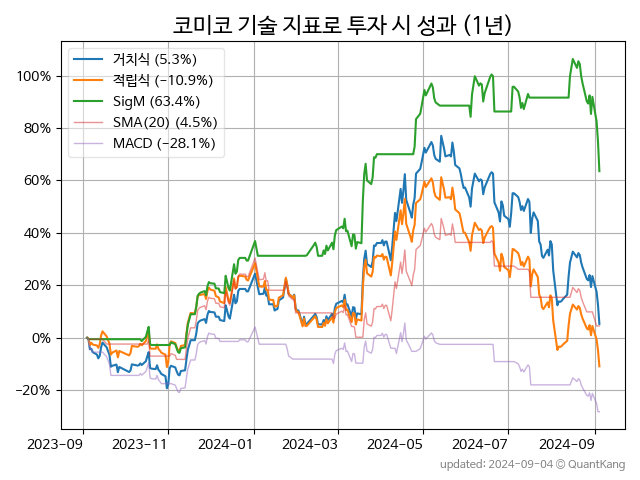 코미코 기술 지표로 투자 시 성과 (1년)
거치식 (5.3%)
적립식 (−10.9%)
SigM (63.4%)
SMA(20) (4.5%)
MACD (−28.1%)
100%
80%
60%
40%
20%
0%
−20%
2023-09 2023-11 2024-01 2024-03 2024-05 2024-07 2024-09
updated: 2024-09-04 © QuantKang